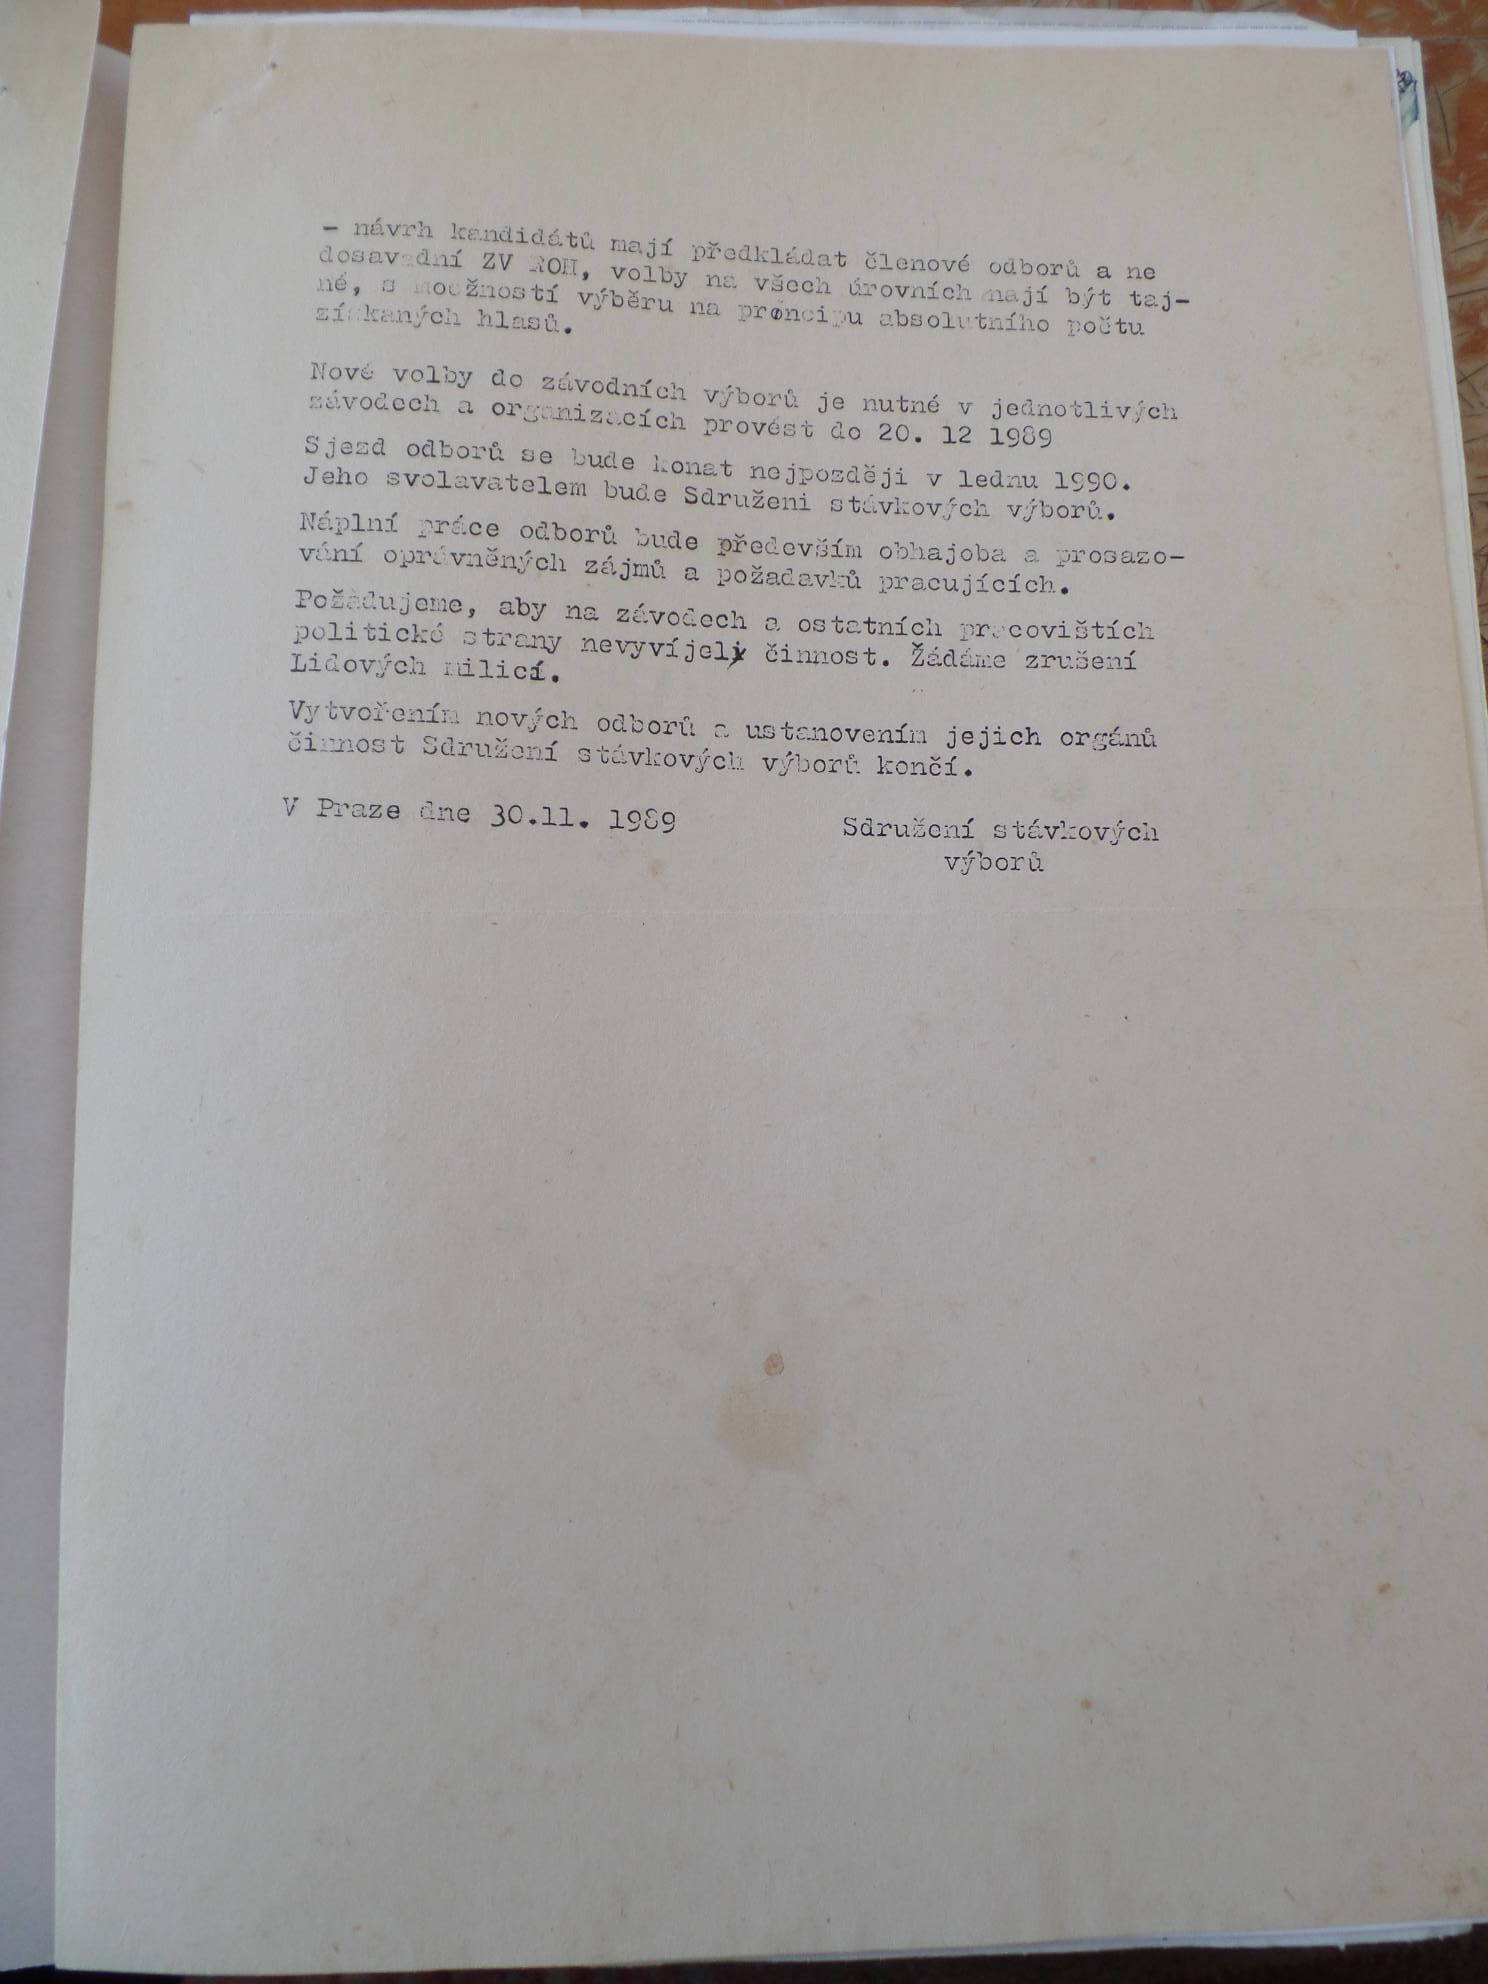 - návrh kandidátů mají předkládat členové odborů a ne
dosavadní ZV ROH, volby na všech úrovních mají být taj-
né, s moožností výběru na proncipu absolutního počtu
získaných hlasů.
Nové volby do závodních výborů je nutné v jednotlivých
závodech a organizacích provést do 20. 12 1989
Sjezd odborů se bude konat nejpozději v lednu 1990.
Jeho svolavatelem bude Sdruženi stávkových výborů.
Náplní práce odborů bude především obhajoba a prosazo-
vání oprávněných zájmů a požadavků pracujících.
Požadujeme, aby na závodech a ostatních pracovištích
politické strany nevyvíjely činnost. Žádáme zrušení
Lidových milicí.
Vytvořením nových odborů a ustanovením jejich orgánů
činnost Sdružení stávkových výborů končí.
V Praze dne 30.11. 1989
Sdružení stávkových
výborů